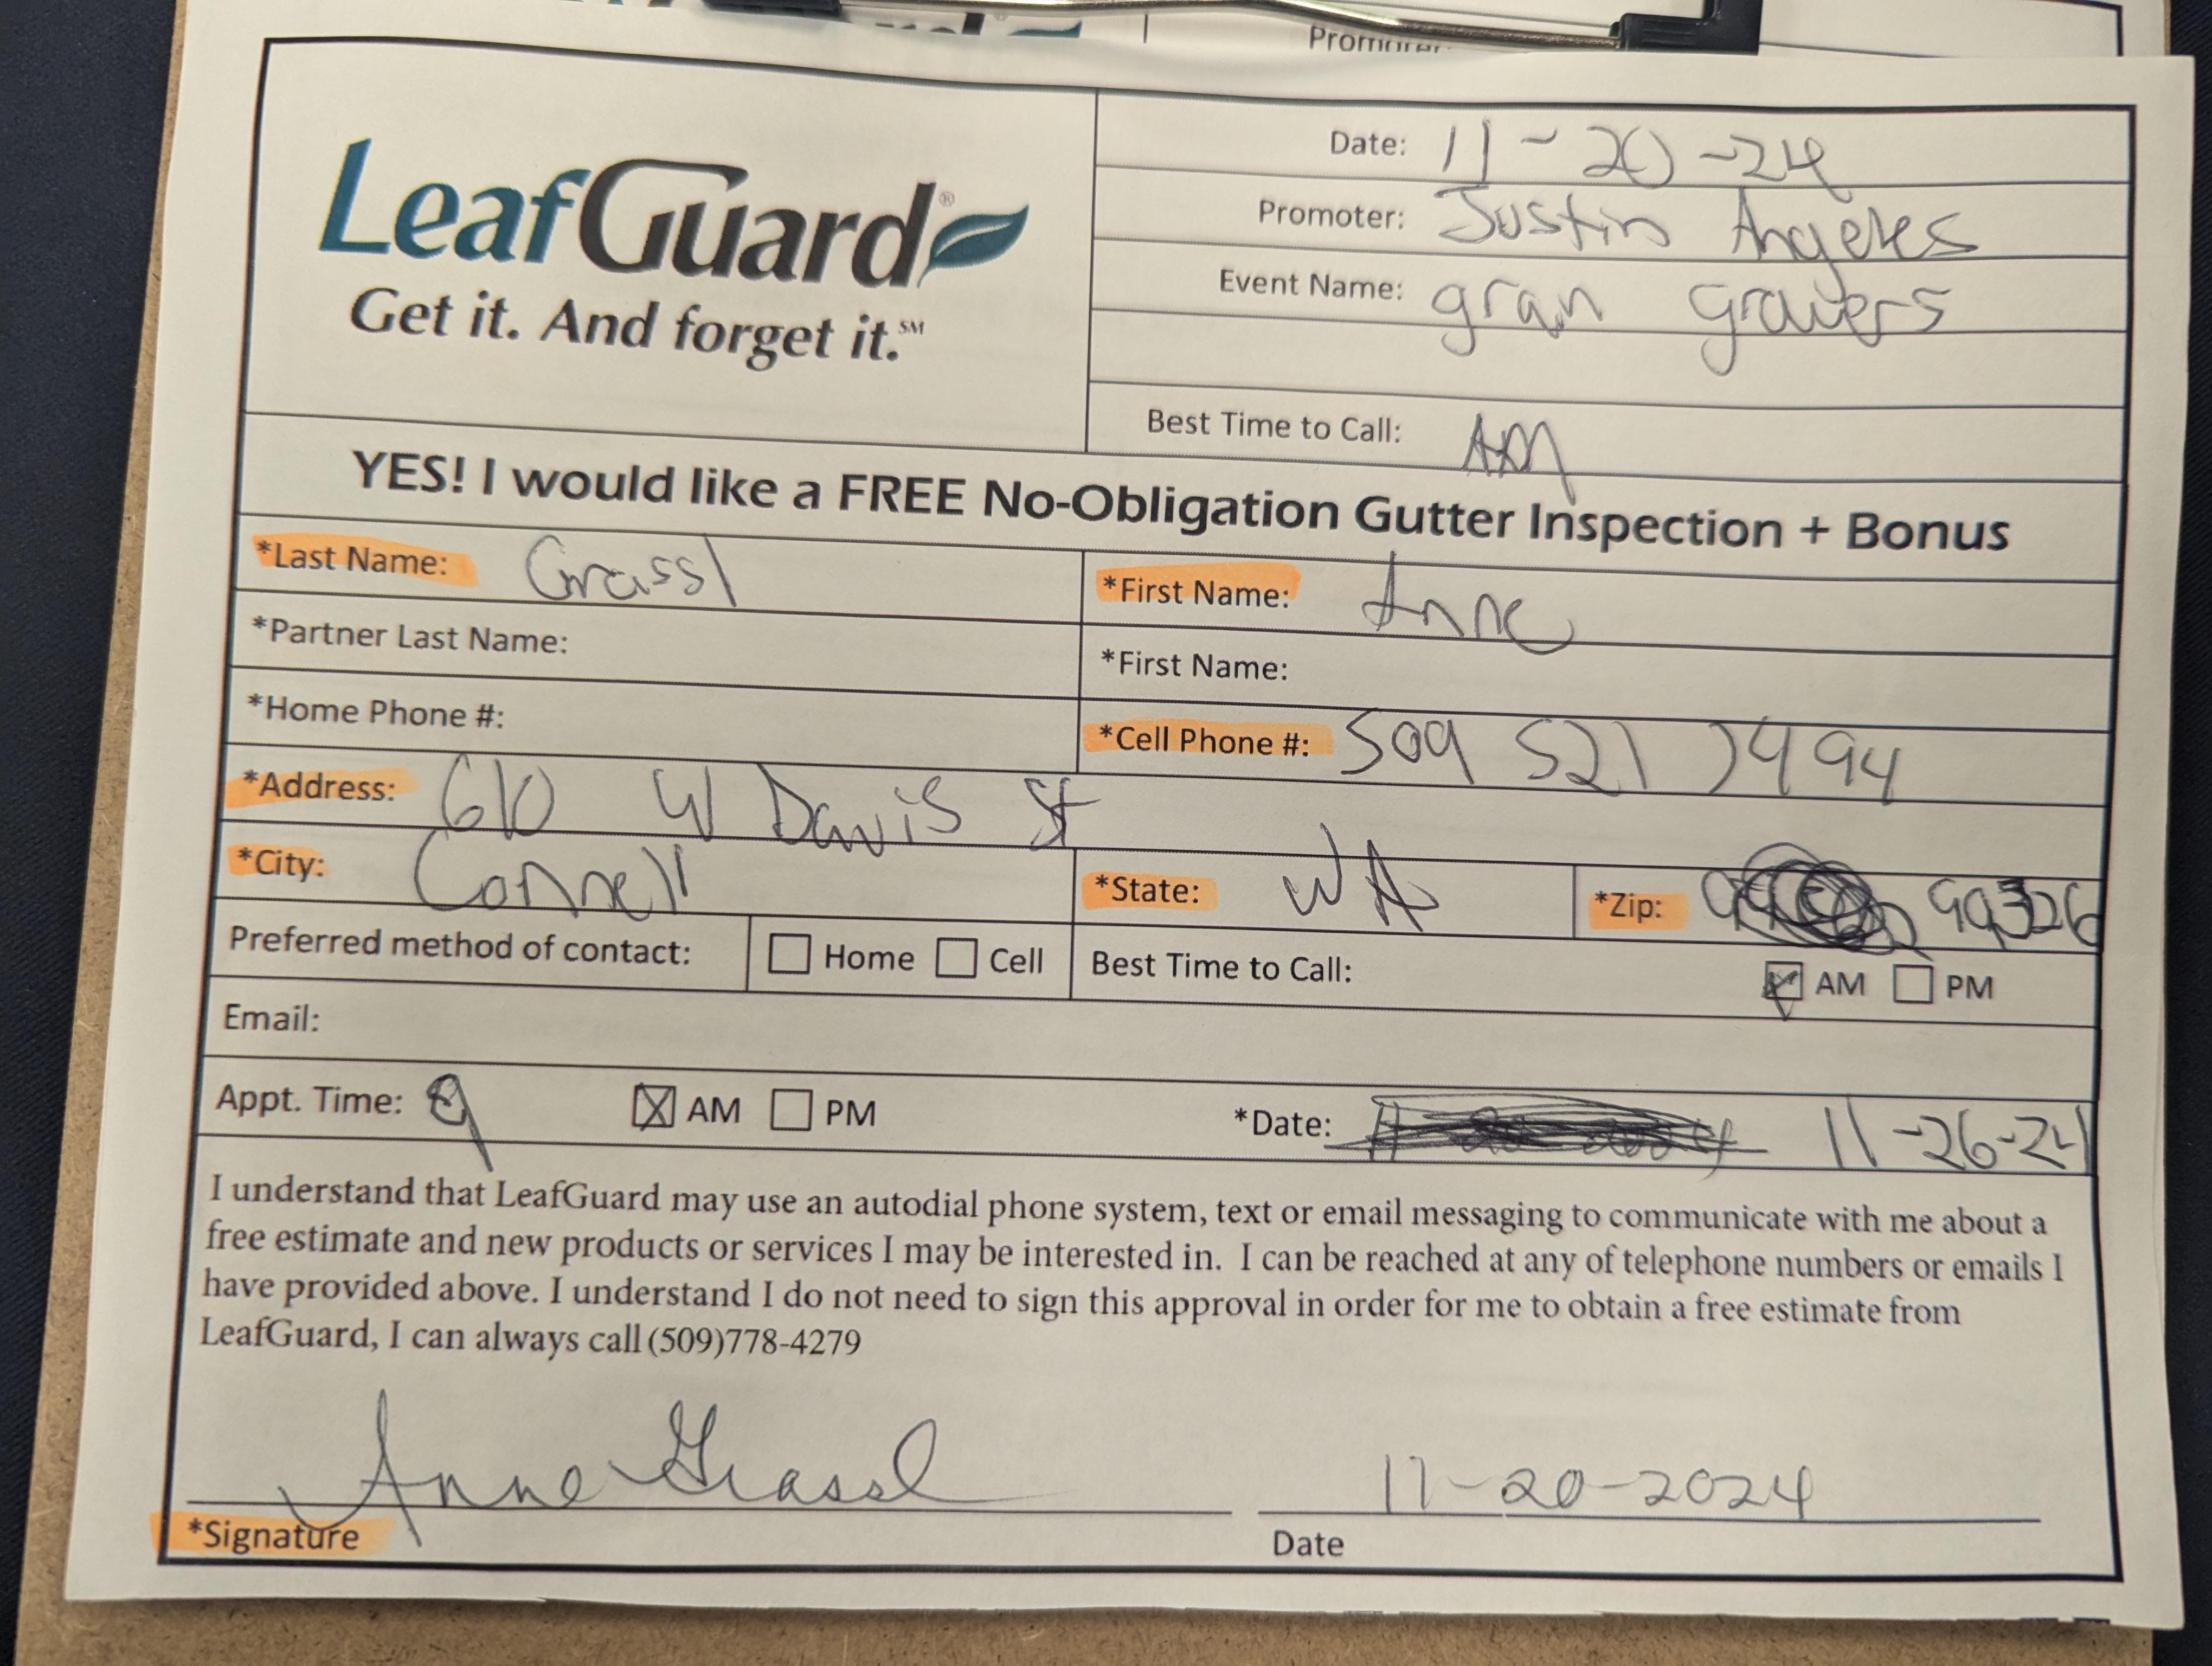 Promoter:
LeafGuard®
Get it. And forget it.℠
Date: 11-20-24
Promoter: Justin Angeles
Event Name: gran growers
Best Time to Call: AM
YES! I would like a FREE No-Obligation Gutter Inspection + Bonus
*Last Name: Grassl *First Name: Anne
*Partner Last Name: *First Name:
*Home Phone #: *Cell Phone #: 509 521 7494
*Address: 610 W Davis St
*City: Connell *State: WA *Zip: 99326
Preferred method of contact: Home Cell Best Time to Call: AM PM
Email:
Appt. Time: 9 AM PM *Date: 11-26-24
I understand that LeafGuard may use an autodial phone system, text or email messaging to communicate with me about a
free estimate and new products or services I may be interested in. I can be reached at any of telephone numbers or emails I
have provided above. I understand I do not need to sign this approval in order for me to obtain a free estimate from
LeafGuard, I can always call (509)778-4279
Anne Grassl 11-20-2024
*Signature Date